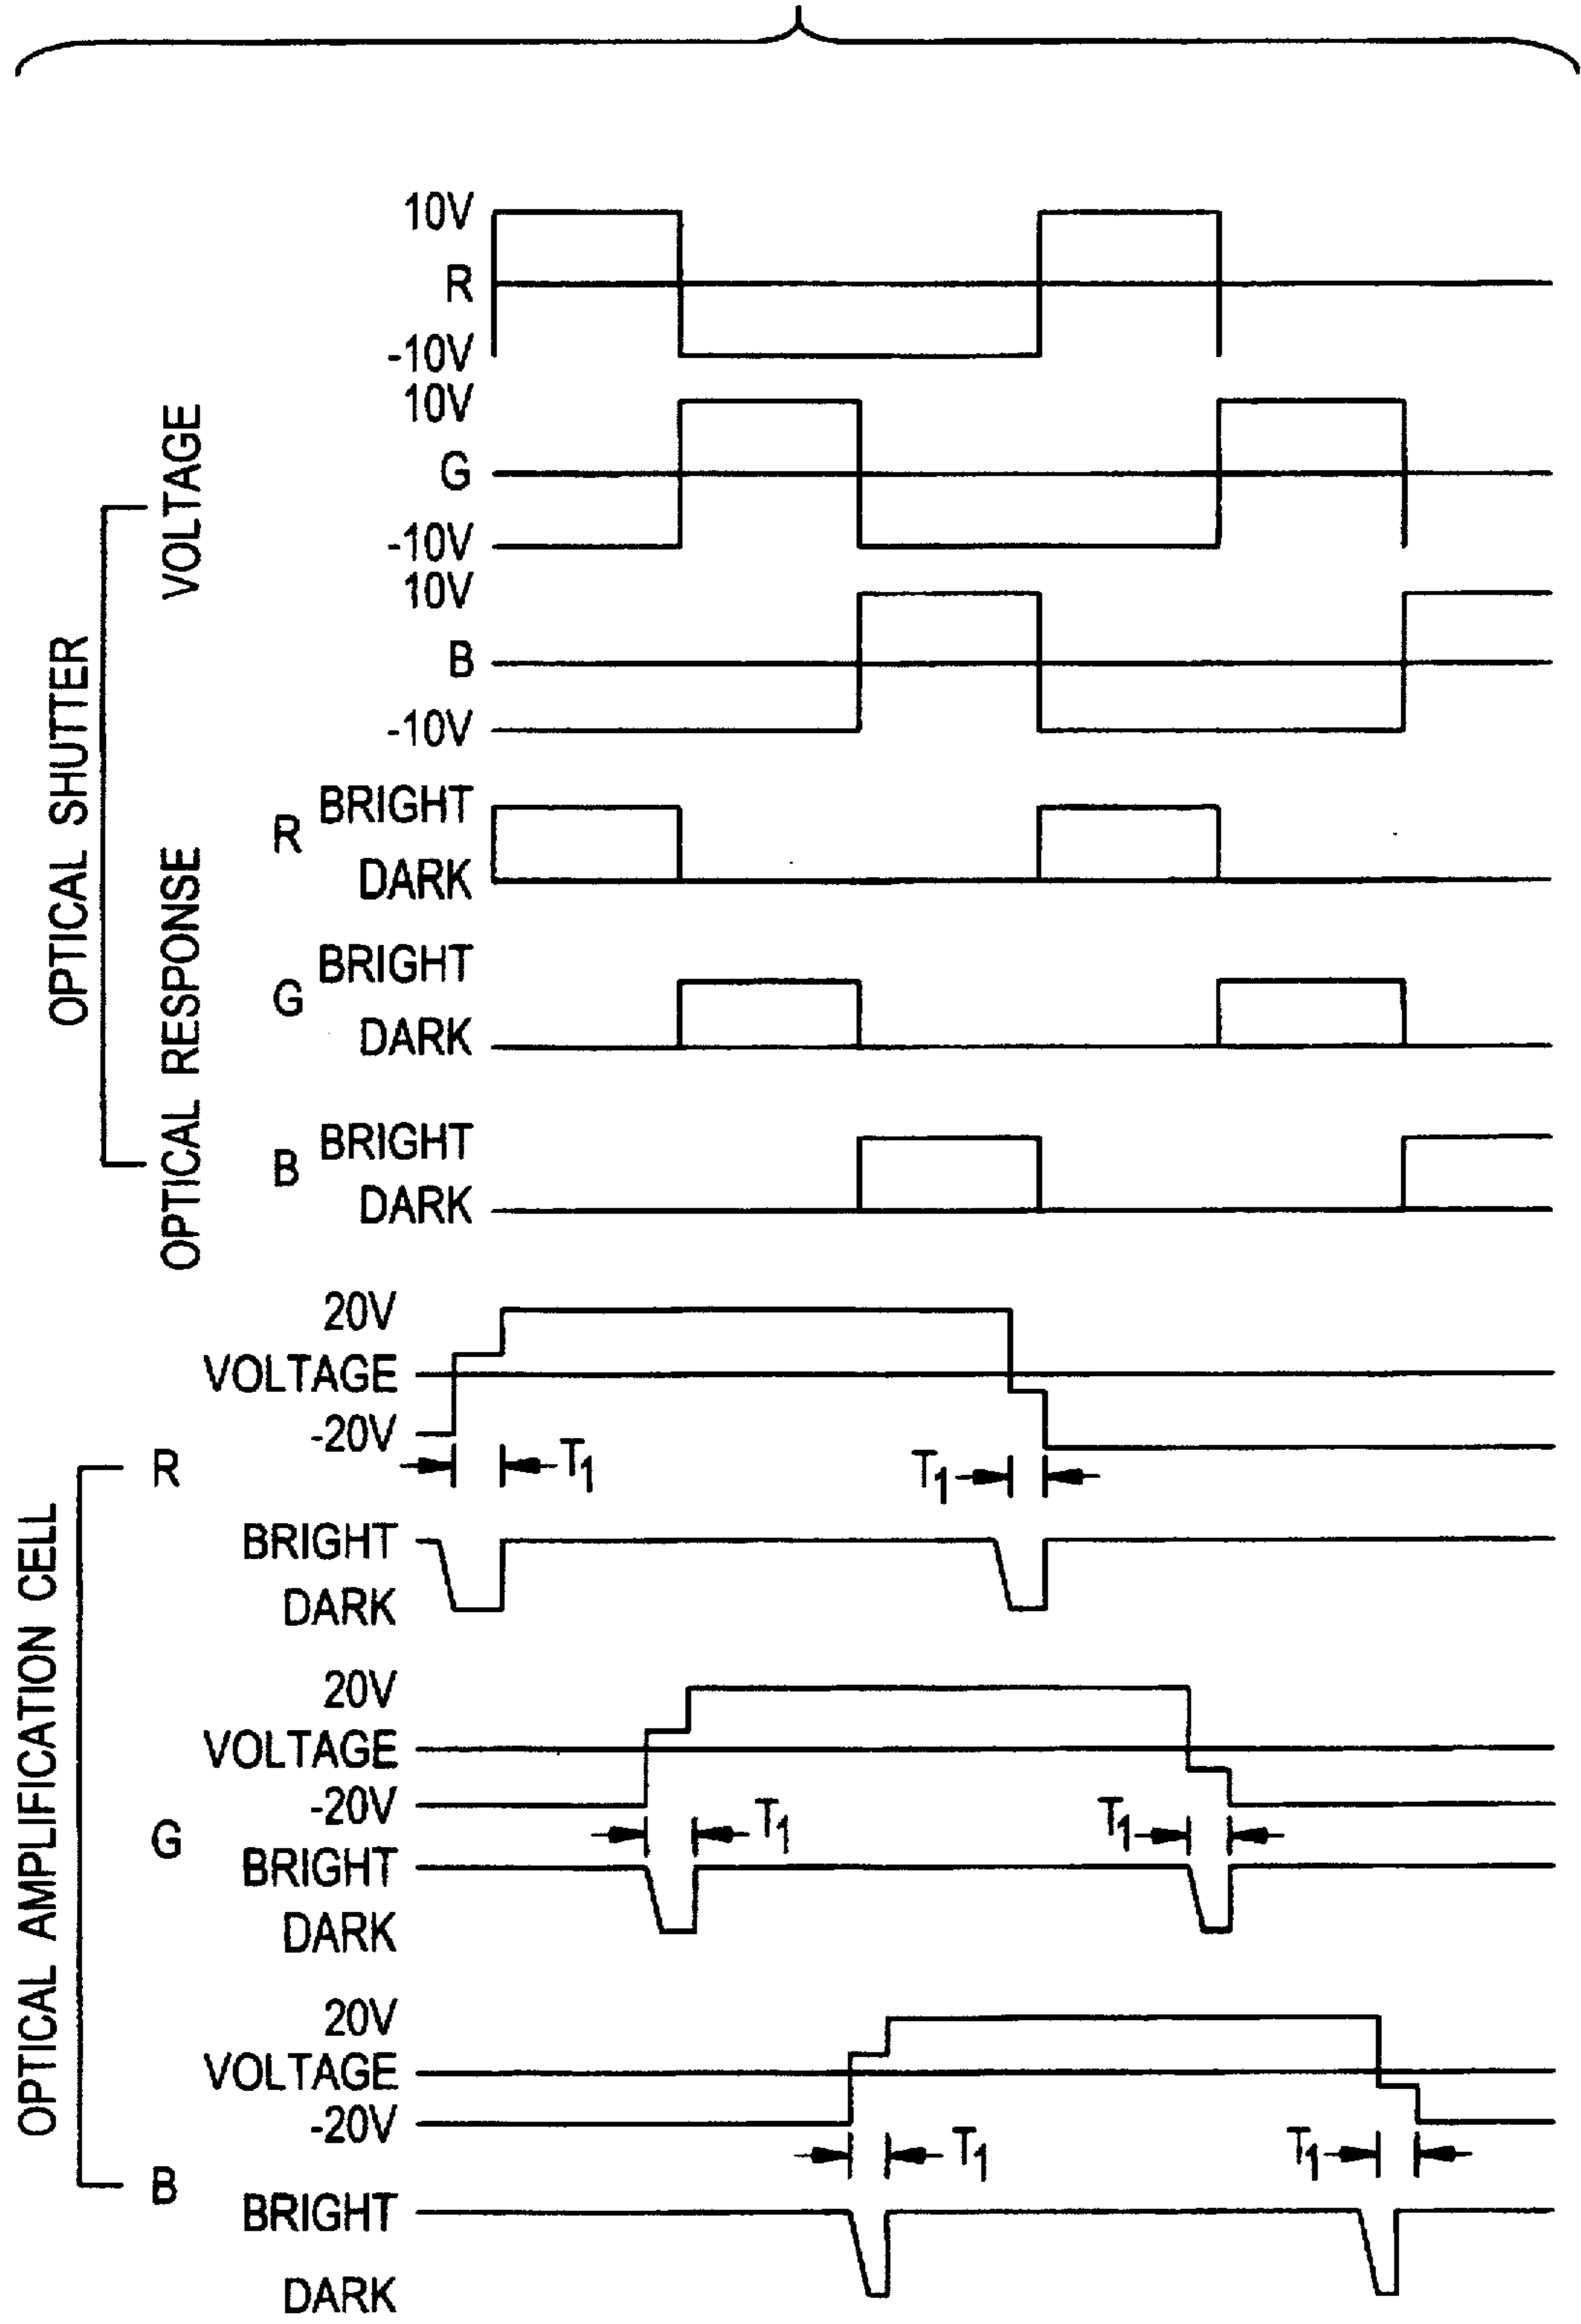 OPTICAL SHUTTER
VOLTAGE
10V
R
-10V
10V
G
-10V
10V
B
-10V
OPTICAL RESPONSE
R
BRIGHT
DARK
G
BRIGHT
DARK
B
BRIGHT
DARK
OPTICAL AMPLIFICATION CELL
R
20V
VOLTAGE
-20V
T1
T1
BRIGHT
DARK
G
20V
VOLTAGE
-20V
T1
T1
BRIGHT
DARK
B
20V
VOLTAGE
-20V
T1
T1
BRIGHT
DARK